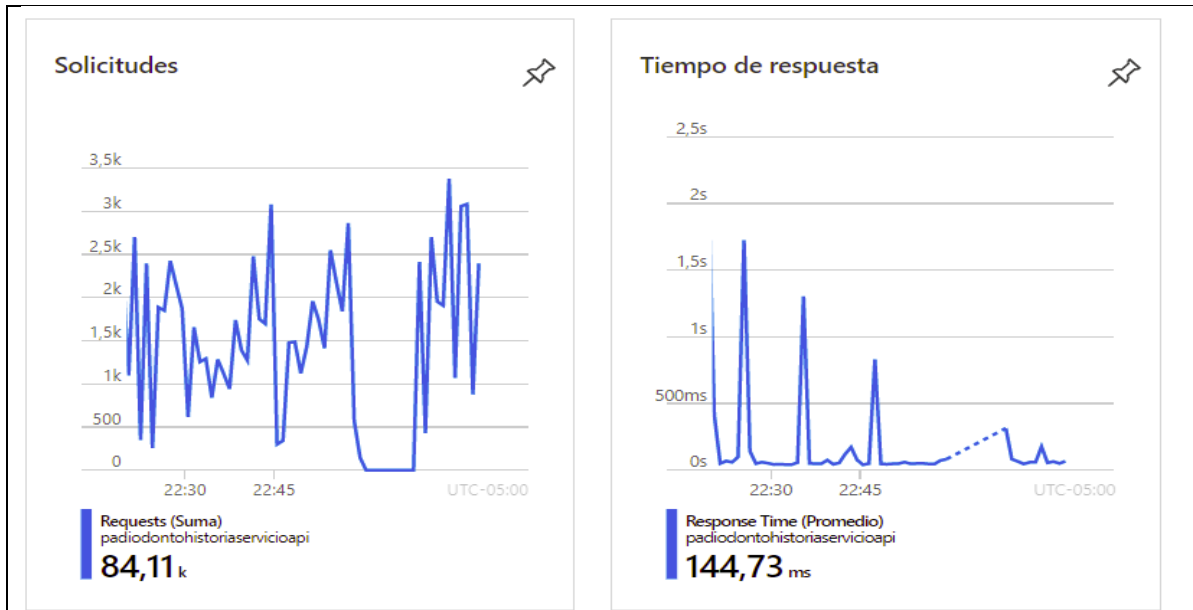 Solicitudes
3,5k
3k
2,5k
2k
1,5k
1k
500
0
22:30 22:45 UTC-05:00
Requests (Suma)
padiodontohistoriaservicioapi
84,11 k
Tiempo de respuesta
2,5s
2s
1,5s
1s
500ms
0s
22:30 22:45 UTC-05:00
Response Time (Promedio)
padiodontohistoriaservicioapi
144,73 ms